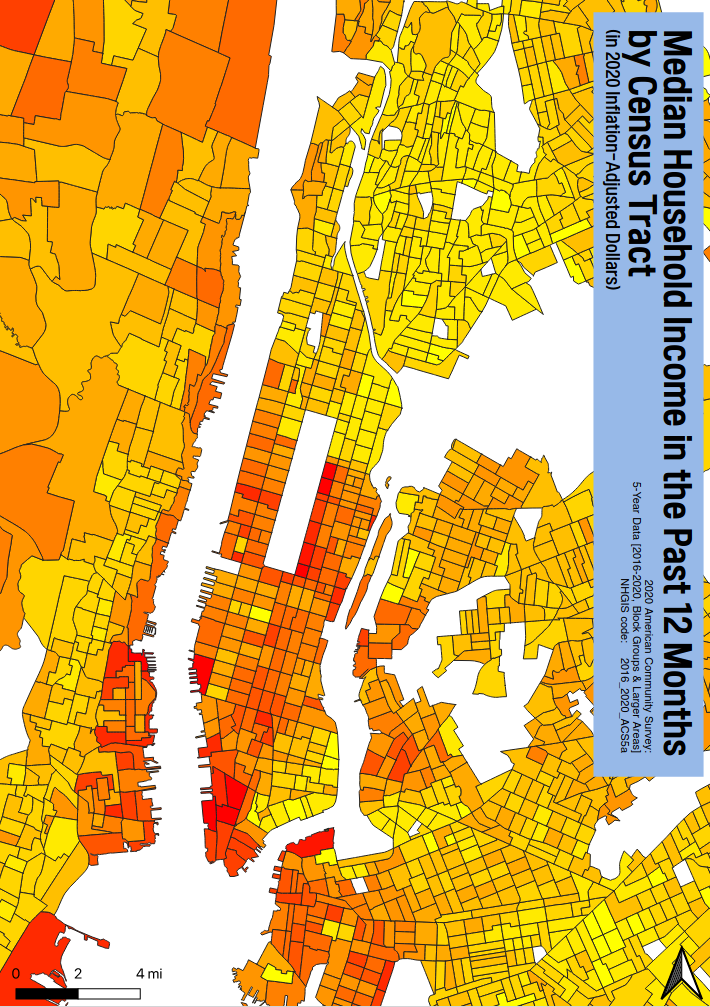 Median Household Income in the Past 12 Months
by Census Tract
(in 2020 Inflation-Adjusted Dollars)
2020 American Community Survey:
5-Year Data [2016-2020, Block Groups & Larger Areas]
NHGIS code: 2016_2020_ACS5a
0 2 4 mi